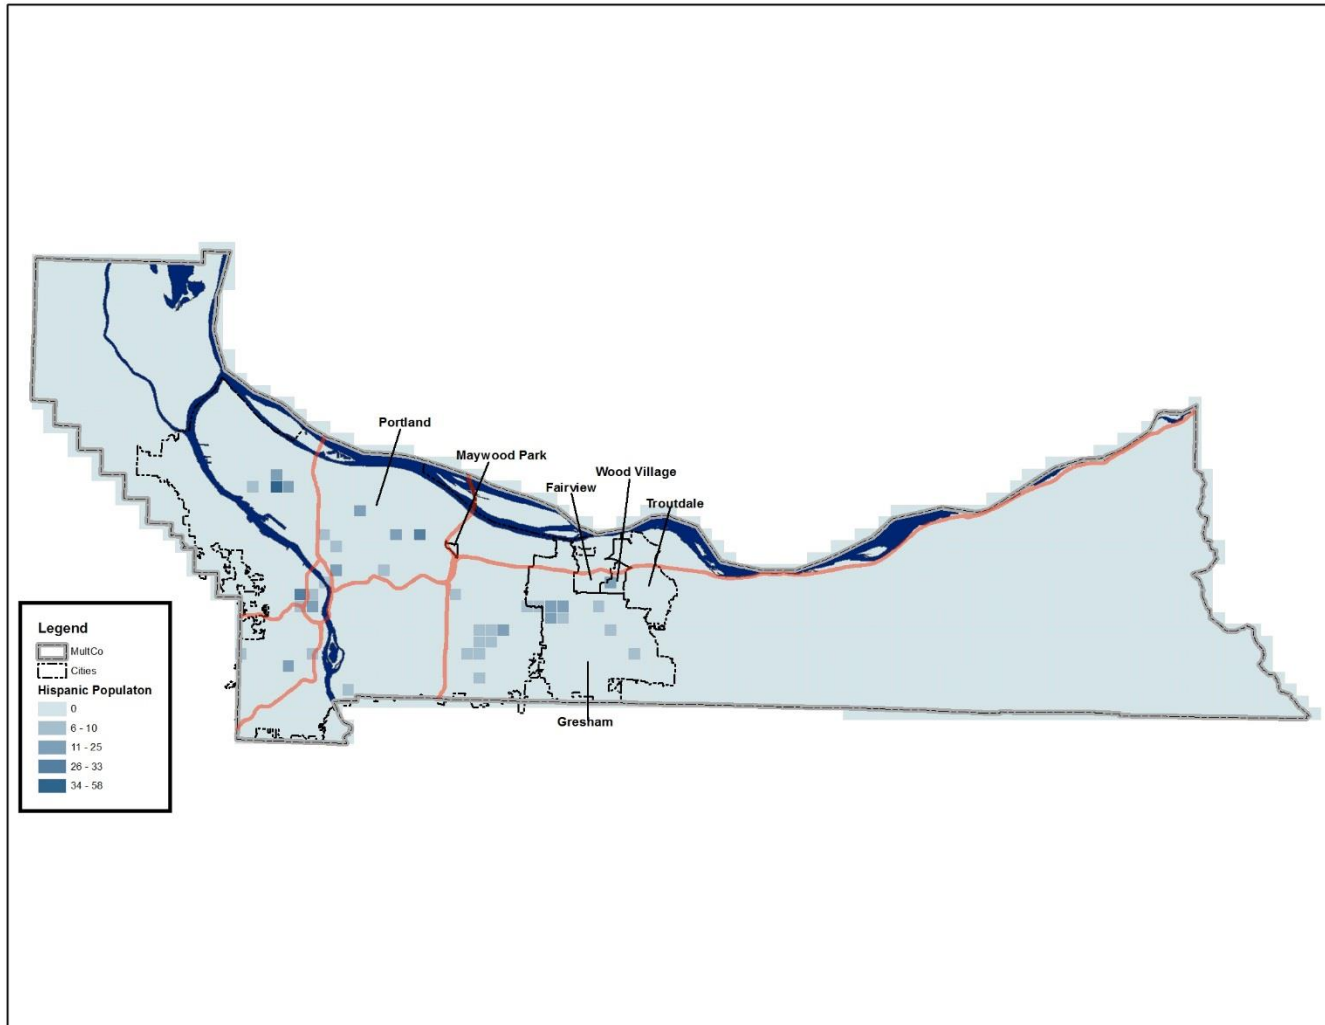 Portland
Maywood Park
Wood Village
Fairview
Troutdale
Gresham
Legend
MultCo
Cities
Hispanic Populaton
0
6 - 10
11 - 25
26 - 33
34 - 58